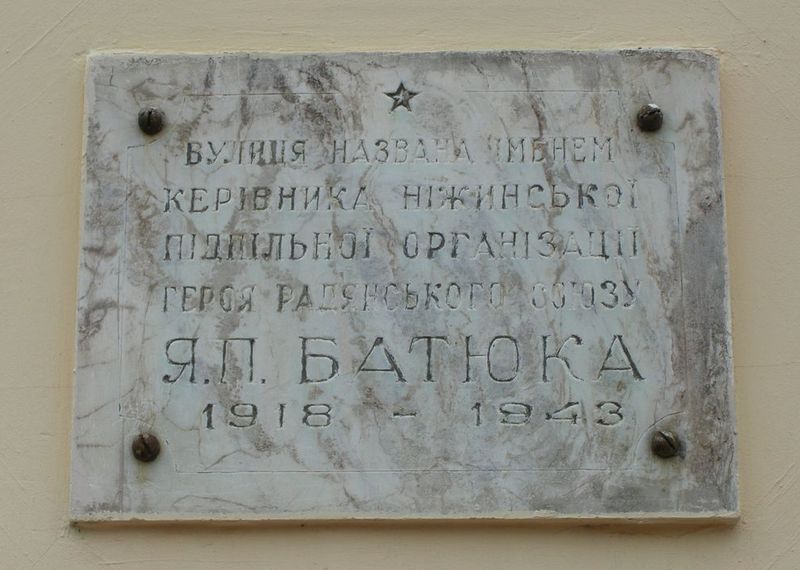 ВУЛИЦЯ НАЗВАНА ІМЕНЕМ
КЕРІВНИКА НІЖИНСЬКОЇ
ПІДПІЛЬНОЇ ОРГАНІЗАЦІЇ
ГЕРОЯ РАДЯНСЬКОГО СОЮЗУ
Я.П. БАТЮКА
1918 - 1943